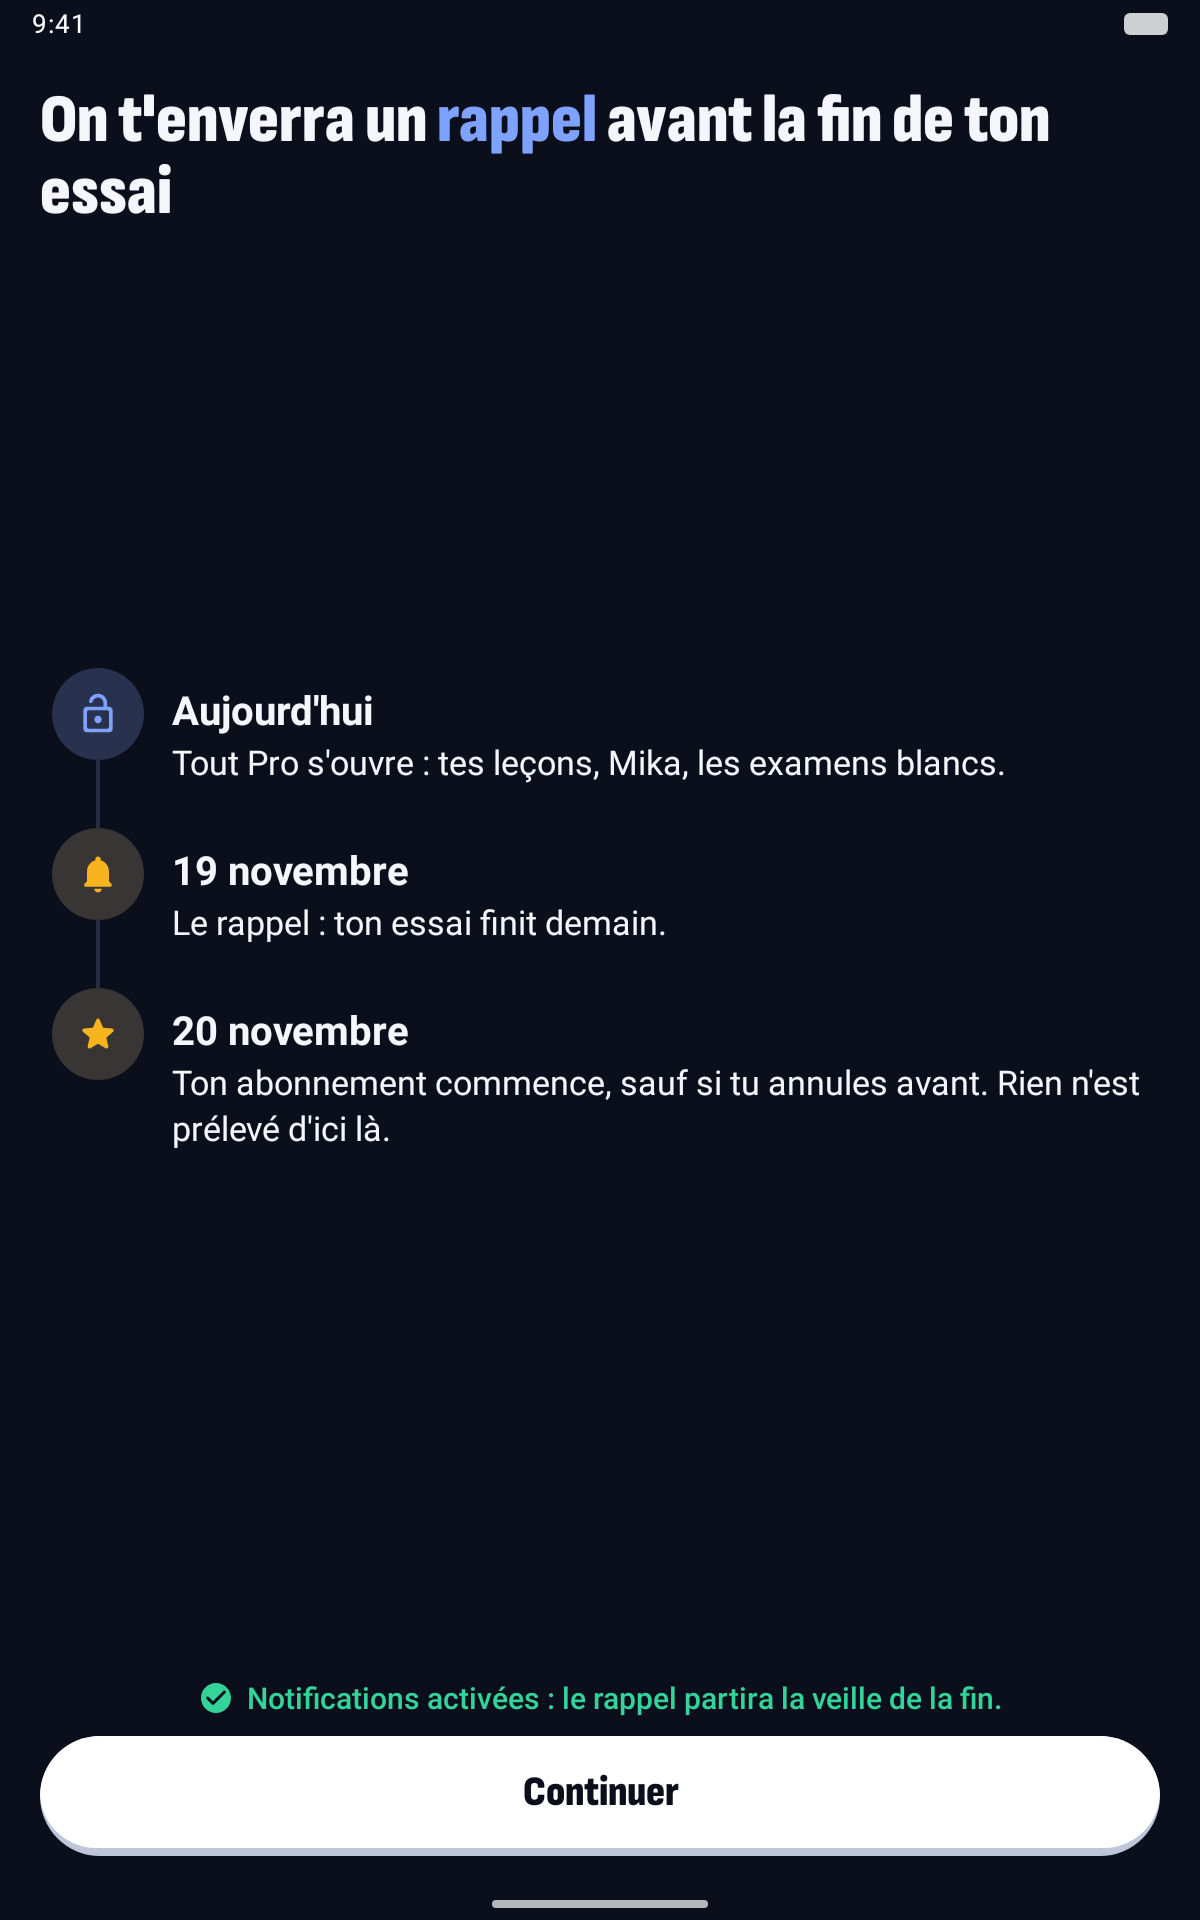 9:41
On t'enverra un rappel avant la fin de ton
essai
Aujourd'hui
Tout Pro s'ouvre : tes leçons, Mika, les examens blancs.
19 novembre
Le rappel : ton essai finit demain.
20 novembre
Ton abonnement commence, sauf si tu annules avant. Rien n'est
prélevé d'ici là.
Notifications activées : le rappel partira la veille de la fin.
Continuer